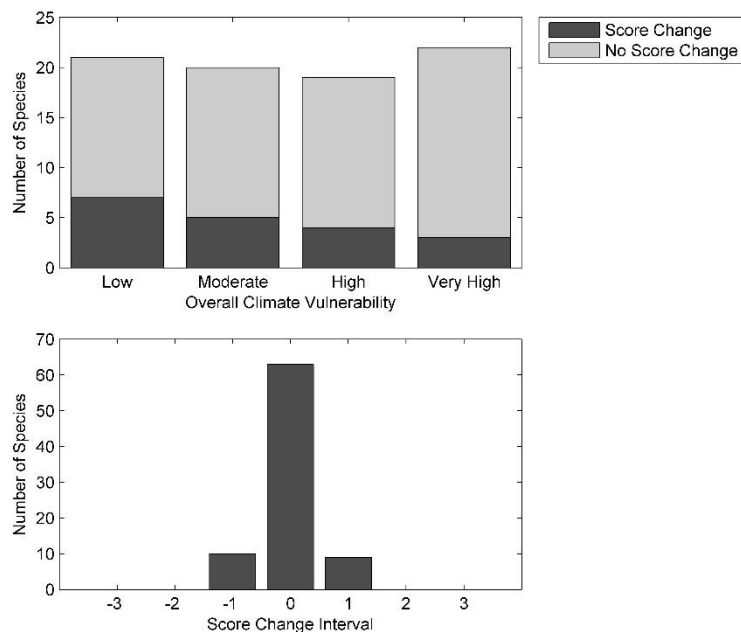 25
20
15
10
5
0
Number of Species
Low Moderate High Very High
Overall Climate Vulnerability
Score Change
No Score Change
70
60
50
40
30
20
10
0
Number of Species
-3 -2 -1 0 1 2 3
Score Change Interval